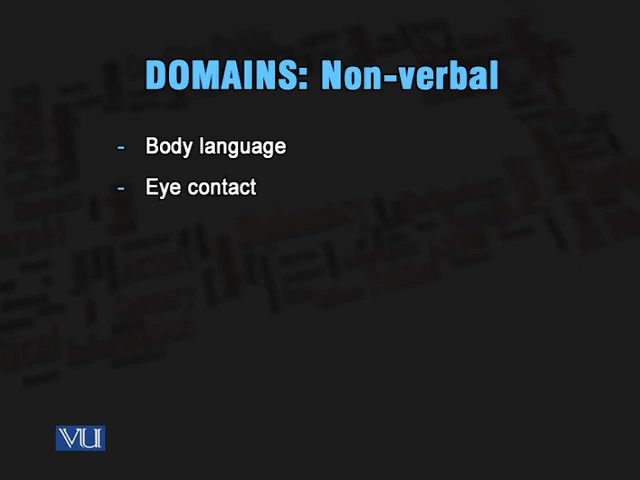 DOMAINS: Non-verbal
- Body language
- Eye contact
VU